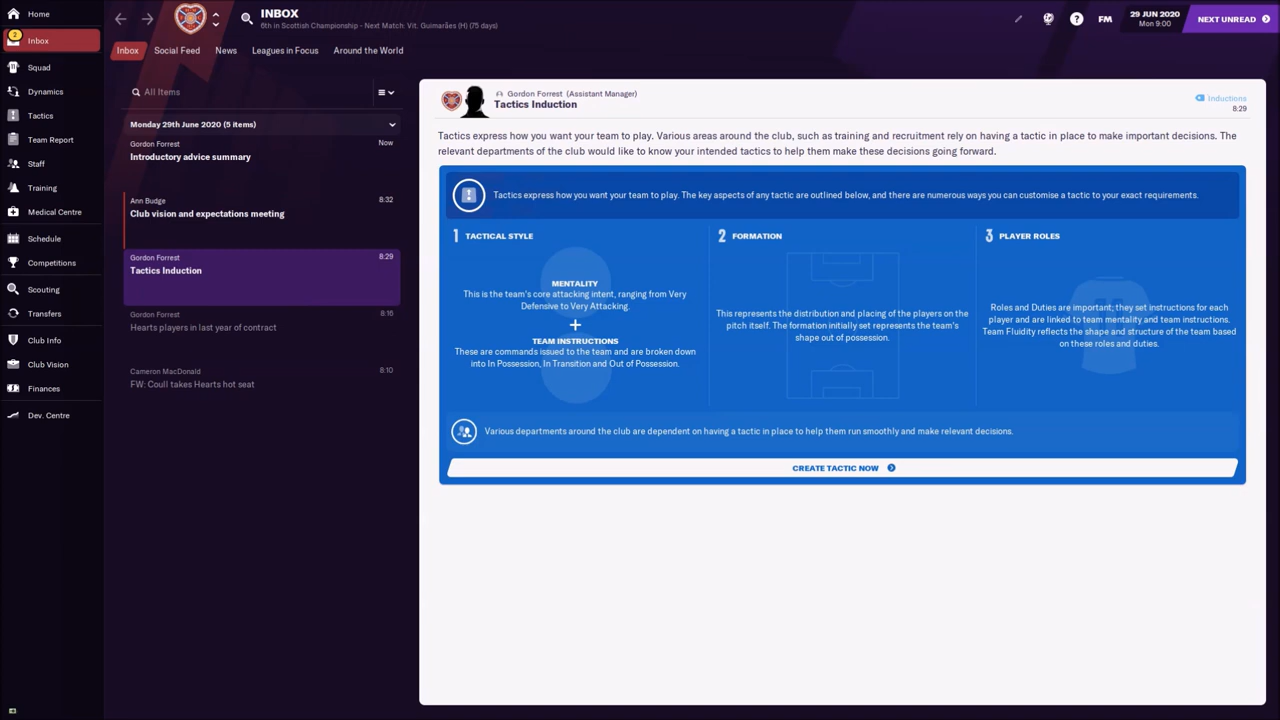 Home
2
Inbox
Squad
Dynamics
Tactics
Team Report
Staff
Training
Medical Centre
Schedule
Competitions
Scouting
Transfers
Club Info
Club Vision
Finances
Dev. Centre
INBOX
6th in Scottish Championship - Next Match: Vit. Guimarães (H) (75 days)
? FM
29 JUN 2020
Mon 9:00
NEXT UNREAD
Inbox Social Feed News Leagues in Focus Around the World
All Items
Monday 29th June 2020 (5 items)
Gordon Forrest Now
Introductory advice summary
Ann Budge 8:32
Club vision and expectations meeting
Gordon Forrest 8:29
Tactics Induction
Gordon Forrest 8:16
Hearts players in last year of contract
Cameron MacDonald 8:10
FW: Coull takes Hearts hot seat
Gordon Forrest (Assistant Manager)
Tactics Induction
Inductions
8:29
Tactics express how you want your team to play. Various areas around the club, such as training and recruitment rely on having a tactic in place to make important decisions. The
relevant departments of the club would like to know your intended tactics to help them make these decisions going forward.
Tactics express how you want your team to play. The key aspects of any tactic are outlined below, and there are numerous ways you can customise a tactic to your exact requirements.
1 TACTICAL STYLE
MENTALITY
This is the team's core attacking intent, ranging from Very
Defensive to Very Attacking.
+
TEAM INSTRUCTIONS
These are commands issued to the team and are broken down
into In Possession, In Transition and Out of Possession.
2 FORMATION
This represents the distribution and placing of the players on the
pitch itself. The formation initially set represents the team's
shape out of possession.
3 PLAYER ROLES
Roles and Duties are important; they set instructions for each
player and are linked to team mentality and team instructions.
Team Fluidity reflects the shape and structure of the team based
on these roles and duties.
Various departments around the club are dependent on having a tactic in place to help them run smoothly and make relevant decisions.
CREATE TACTIC NOW